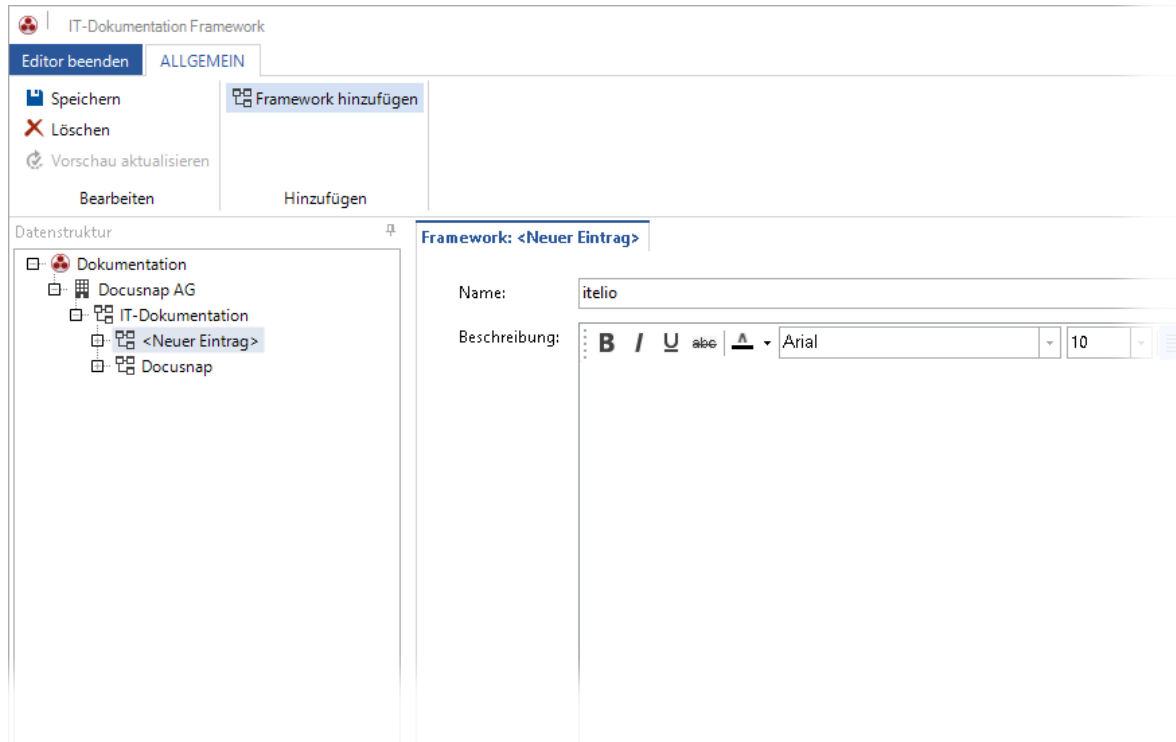 IT-Dokumentation Framework
Editor beenden ALLGEMEIN
Speichern Framework hinzufügen
Löschen
Vorschau aktualisieren
Bearbeiten Hinzufügen
Datenstruktur
Framework: <Neuer Eintrag>
Dokumentation
Docusnap AG
IT-Dokumentation
<Neuer Eintrag>
Docusnap
Name: itelio
Beschreibung: B I U abc A Arial 10